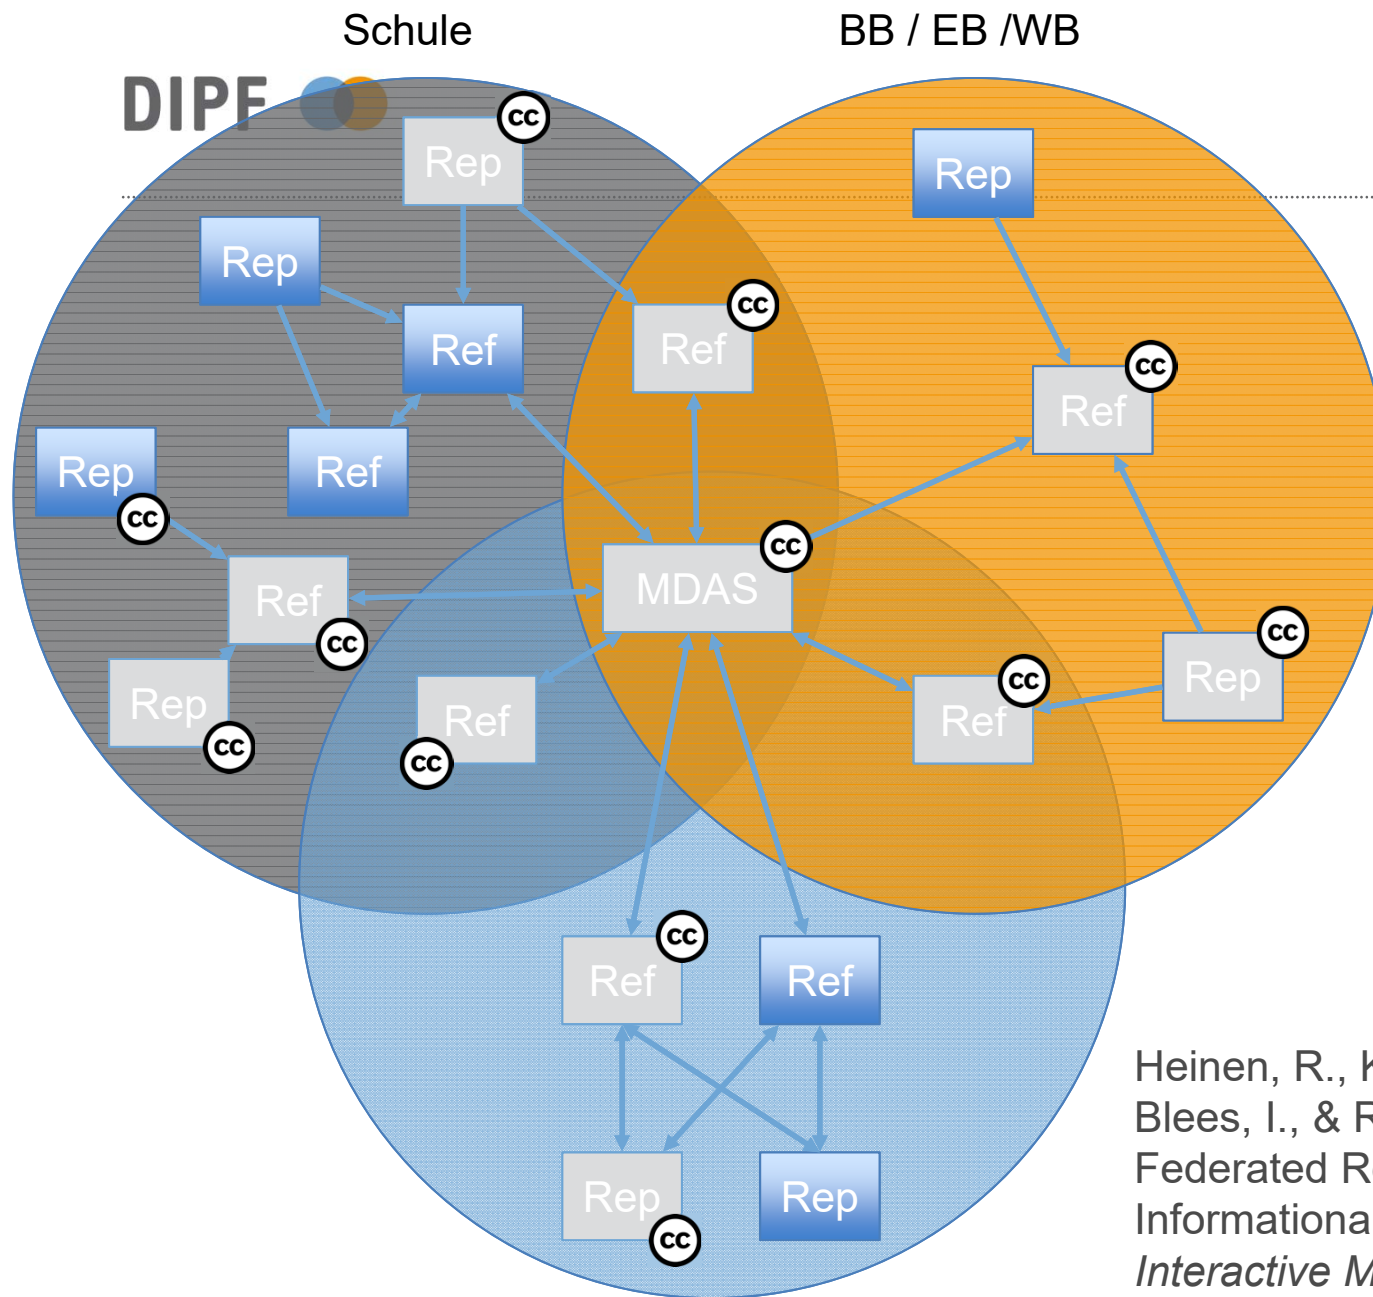 Schule
BB / EB /WB
DIPF
cc
Rep
Rep
Rep
cc
Ref
Ref
cc
Ref
Rep
cc
Ref
cc
MDAS
cc
Ref
cc
Rep
cc
Ref
cc
Ref
cc
Rep
cc
Ref
cc
Ref
Rep
cc
Rep
Heinen, R., K
Blees, I., & R
Federated Re
Informationa
Interactive M